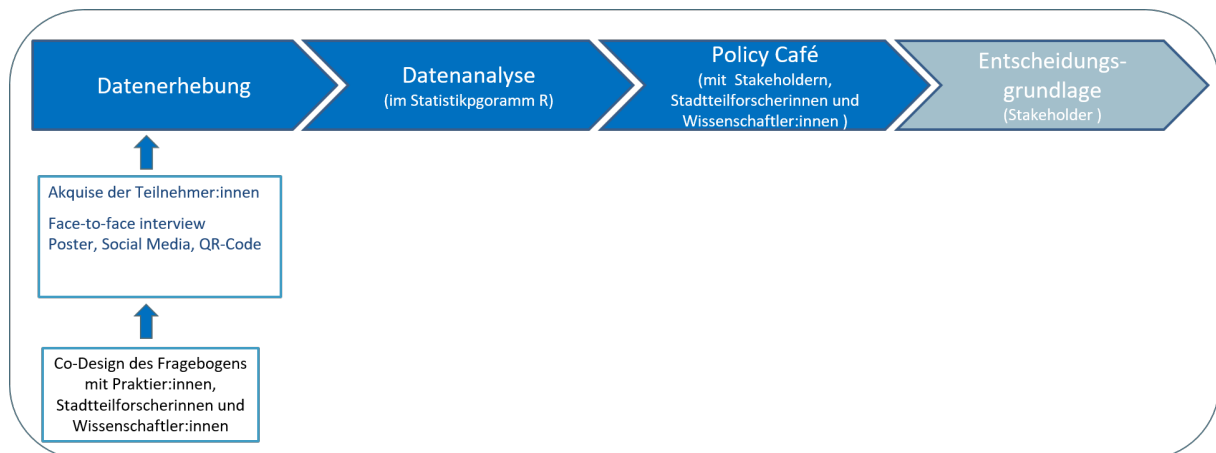 Datenerhebung
Datenanalyse
(im Statistikpgoramm R)
Policy Café
(mit Stakeholdern,
Stadtteilforscherinnen und
Wissenschaftler:innen )
Entscheidungs-
grundlage
(Stakeholder )
Akquise der Teilnehmer:innen
Face-to-face interview
Poster, Social Media, QR-Code
Co-Design des Fragebogens
mit Praktier:innen,
Stadtteilforscherinnen und
Wissenschaftler:innen